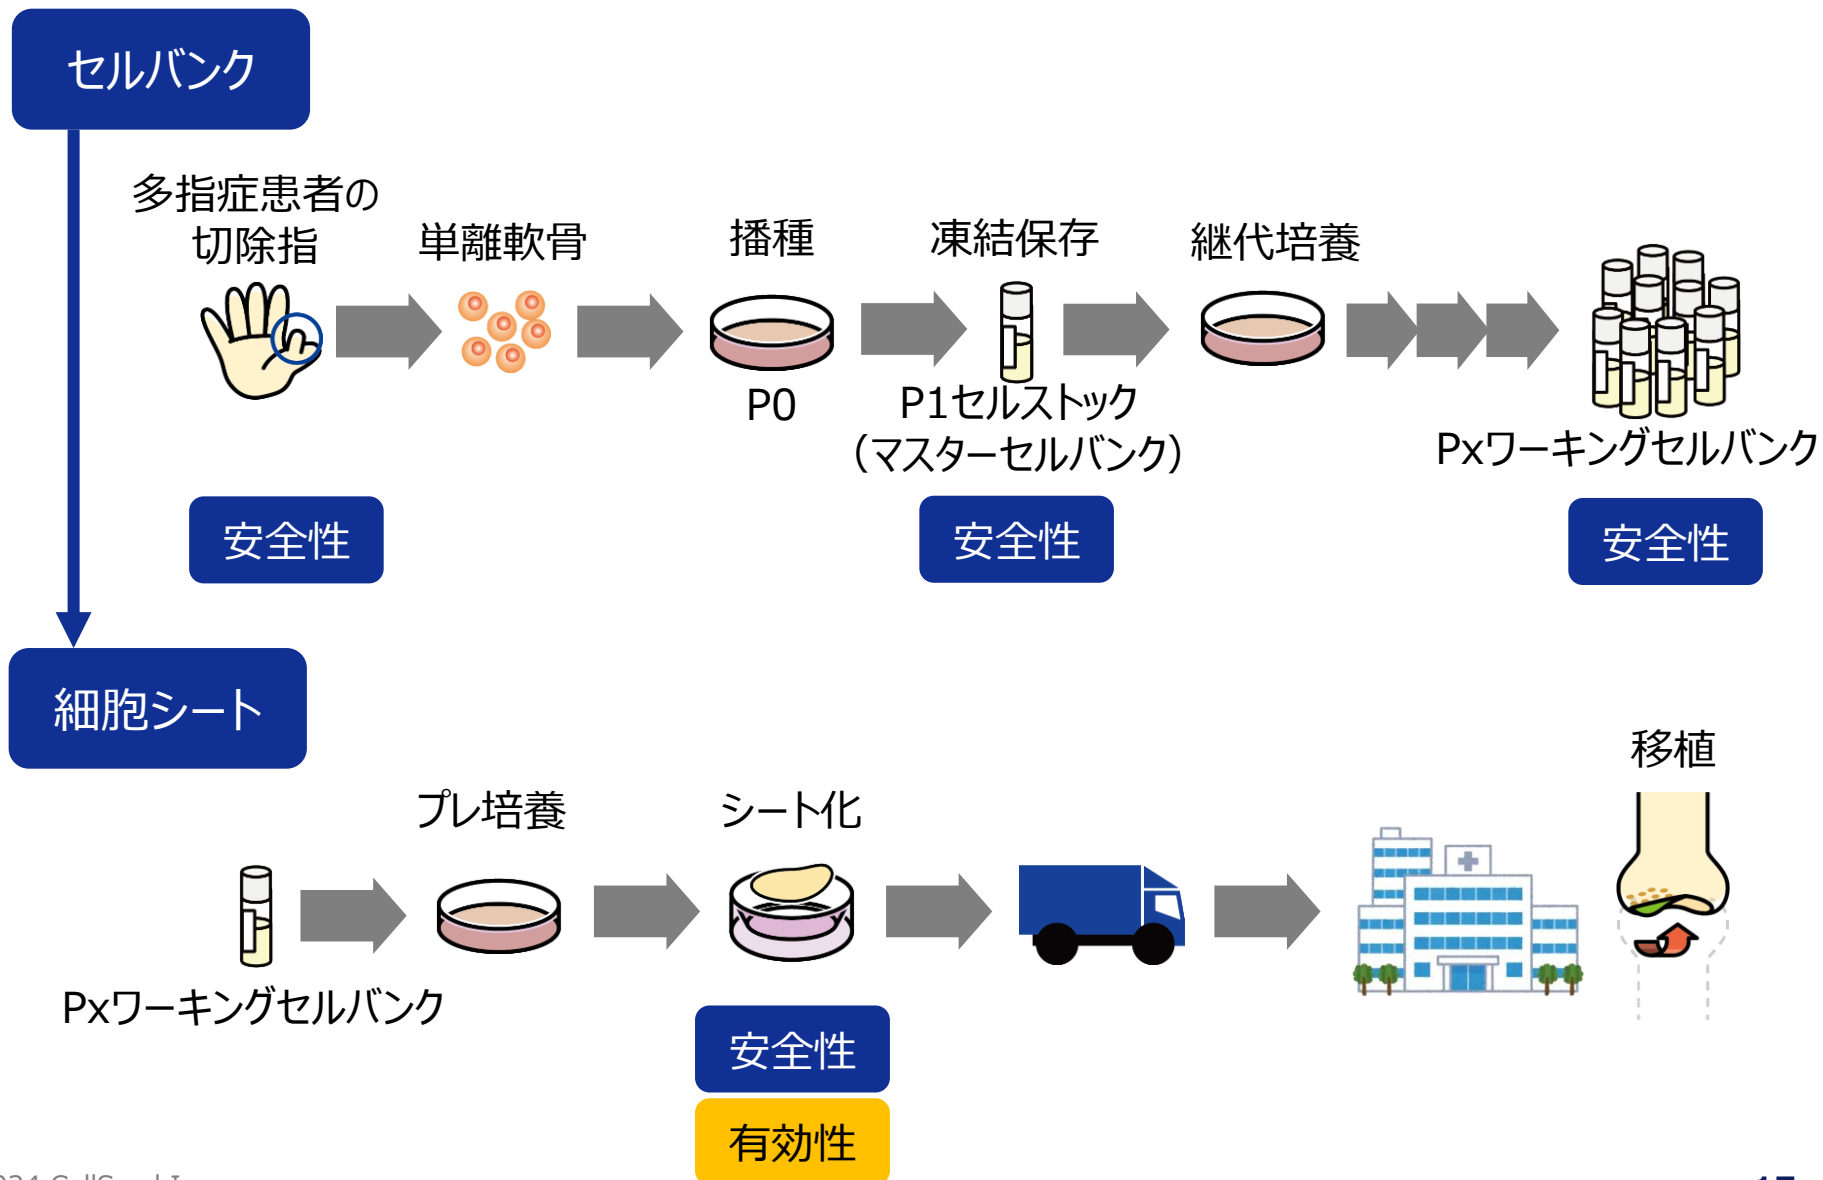 セルバンク
多指症患者の
切除指
単離軟骨
播種
凍結保存
継代培養
P0
P1セルストック
(マスターセルバンク)
Pxワーキングセルバンク
安全性
安全性
安全性
細胞シート
移植
プレ培養
シート化
Pxワーキングセルバンク
安全性
有効性